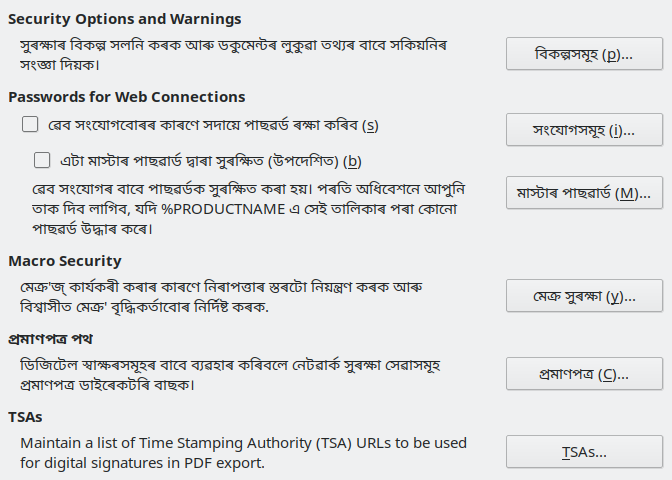 Security Options and Warnings
সুৰক্ষাৰ বিকল্প সলনি কৰক আৰু ডকুমেন্টৰ লুকুৱা তথ্যৰ বাবে সকিয়নিৰ
সংজ্ঞা দিয়ক।
বিকল্পসমূহ (p)...
Passwords for Web Connections
ৱেব সংযোগবোৰৰ কাৰণে সদায়ে পাছৱৰ্ড ৰক্ষা কৰিব (s)
সংযোগসমূহ (i)...
এটা মাস্টাৰ পাছৱাৰ্ড দ্বাৰা সুৰক্ষিত (উপদেশিত) (b)
ৱেব সংযোগৰ বাবে পাছৱৰ্ডক সুৰক্ষিত কৰা হয়। পৰতি অধিবেশনে আপুনি
তাক দিব লাগিব, যদি %PRODUCTNAME এ সেই তালিকাৰ পৰা কোনো
পাছৱৰ্ড উদ্ধাৰ কৰে।
মাস্টাৰ পাছৱাৰ্ড (M)...
Macro Security
মেক্ৰ'জ্ কাৰ্যকৰী কৰাৰ কাৰণে নিৰাপত্তাৰ স্তৰটো নিয়ন্ত্ৰণ কৰক আৰু
বিশ্বাসীত মেক্ৰ' বৃদ্ধিকৰ্তাবোৰ নিৰ্দিষ্ট কৰক.
মেক্ৰ সুৰক্ষা (y)...
প্ৰমাণপত্ৰ পথ
ডিজিটেল স্বাক্ষৰসমূহৰ বাবে ব্যৱহাৰ কৰিবলে নেটৱাৰ্ক সুৰক্ষা সেৱাসমূহ
প্ৰমাণপত্ৰ ডাইৰেকটৰি বাছক।
প্ৰমাণপত্ৰ (C)...
TSAs
Maintain a list of Time Stamping Authority (TSA) URLs to be used
for digital signatures in PDF export.
TSAs...